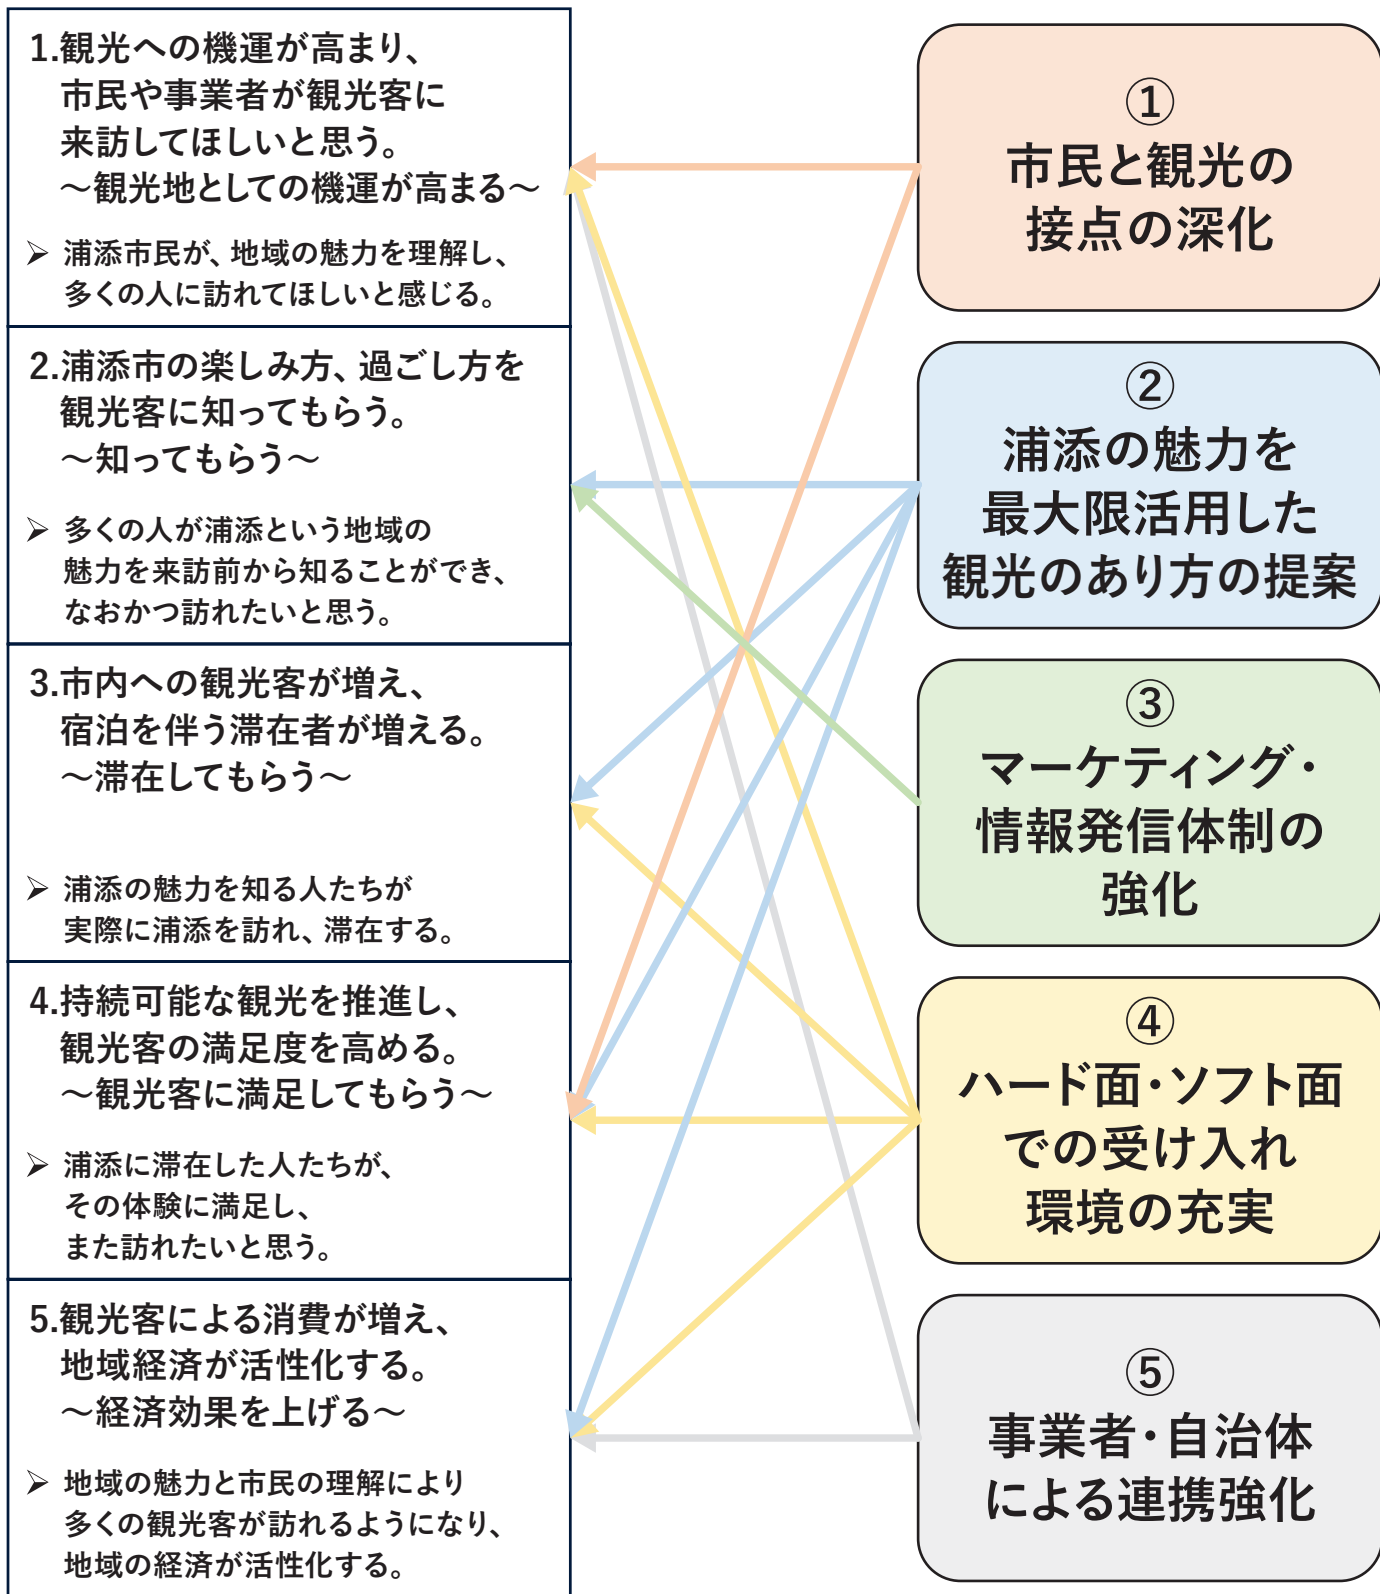 1.観光への機運が高まり、
市民や事業者が観光客に
来訪してほしいと思う。
～観光地としての機運が高まる～
➢ 浦添市民が、地域の魅力を理解し、
多くの人に訪れてほしいと感じる。
2.浦添市の楽しみ方、過ごし方を
観光客に知ってもらう。
～知ってもらう～
➢ 多くの人が浦添という地域の
魅力を来訪前から知ることができ、
なおかつ訪れたいと思う。
3.市内への観光客が増え、
宿泊を伴う滞在者が増える。
～滞在してもらう～
➢ 浦添の魅力を知る人たちが
実際に浦添を訪れ、滞在する。
4.持続可能な観光を推進し、
観光客の満足度を高める。
～観光客に満足してもらう～
➢ 浦添に滞在した人たちが、
その体験に満足し、
また訪れたいと思う。
5.観光客による消費が増え、
地域経済が活性化する。
～経済効果を上げる～
➢ 地域の魅力と市民の理解により
多くの観光客が訪れるようになり、
地域の経済が活性化する。
①
市民と観光の
接点の深化
②
浦添の魅力を
最大限活用した
観光のあり方の提案
③
マーケティング・
情報発信体制の
強化
④
ハード面・ソフト面
での受け入れ
環境の充実
⑤
事業者・自治体
による連携強化